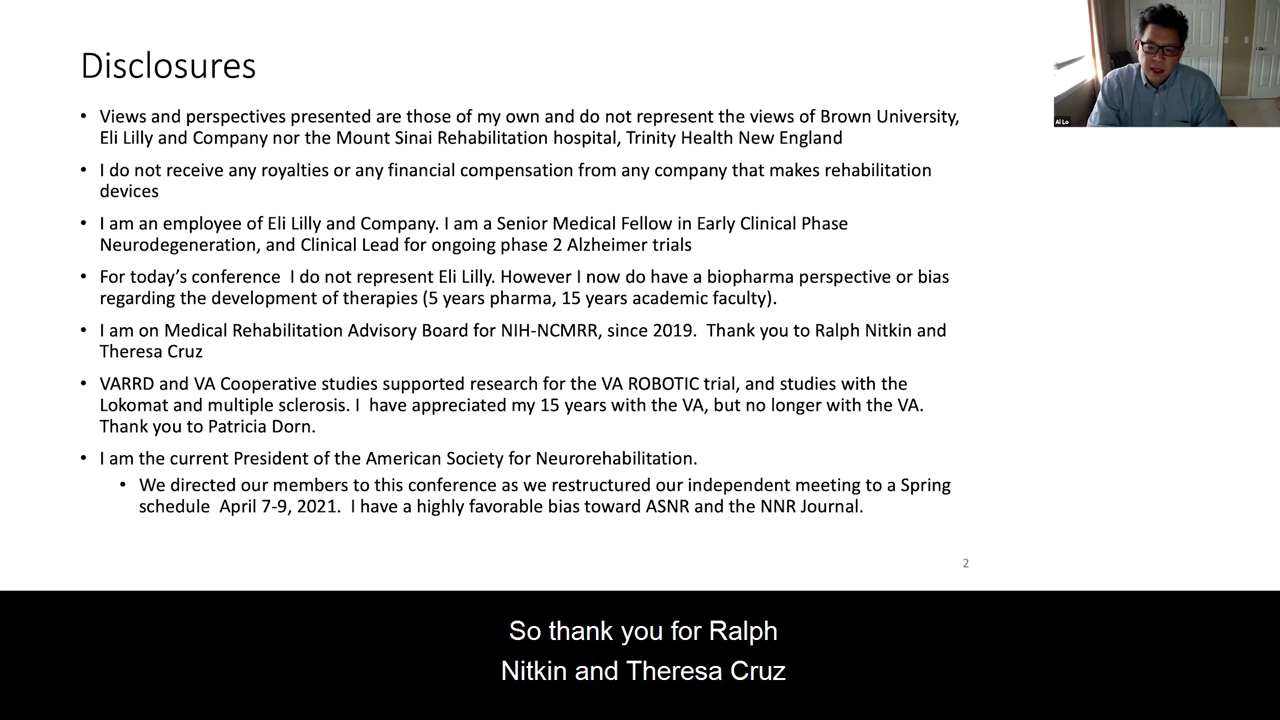 Disclosures
• Views and perspectives presented are those of my own and do not represent the views of Brown University,
Eli Lilly and Company nor the Mount Sinai Rehabilitation hospital, Trinity Health New England
• I do not receive any royalties or any financial compensation from any company that makes rehabilitation
devices
• I am an employee of Eli Lilly and Company. I am a Senior Medical Fellow in Early Clinical Phase
Neurodegeneration, and Clinical Lead for ongoing phase 2 Alzheimer trials
• For today’s conference  I do not represent Eli Lilly. However I now do have a biopharma perspective or bias
regarding the development of therapies (5 years pharma, 15 years academic faculty).
• I am on Medical Rehabilitation Advisory Board for NIH-NCMRR, since 2019.  Thank you to Ralph Nitkin and
Theresa Cruz
• VARRD and VA Cooperative studies supported research for the VA ROBOTIC trial, and studies with the
Lokomat and multiple sclerosis. I  have appreciated my 15 years with the VA, but no longer with the VA.
Thank you to Patricia Dorn.
• I am the current President of the American Society for Neurorehabilitation.
• We directed our members to this conference as we restructured our independent meeting to a Spring
schedule  April 7-9, 2021.  I have a highly favorable bias toward ASNR and the NNR Journal.
2
Al Lo
So thank you for Ralph
Nitkin and Theresa Cruz